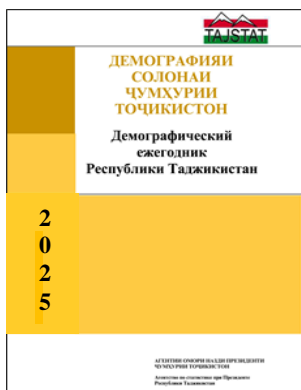 TAJSTAT
ДЕМОГРАФИЯИ
СОЛОНАИ
ҶУМҲУРИИ
ТОҶИКИСТОН
Демографический
ежегодник
Республики Таджикистан
2
0
2
5
АГЕНТИИ ОМОРИ НАЗДИ ПРЕЗИДЕНТИ
ҶУМҲУРИИ ТОҶИКИСТОН
Агентство по статистике при Президенте
Республики Таджикистан